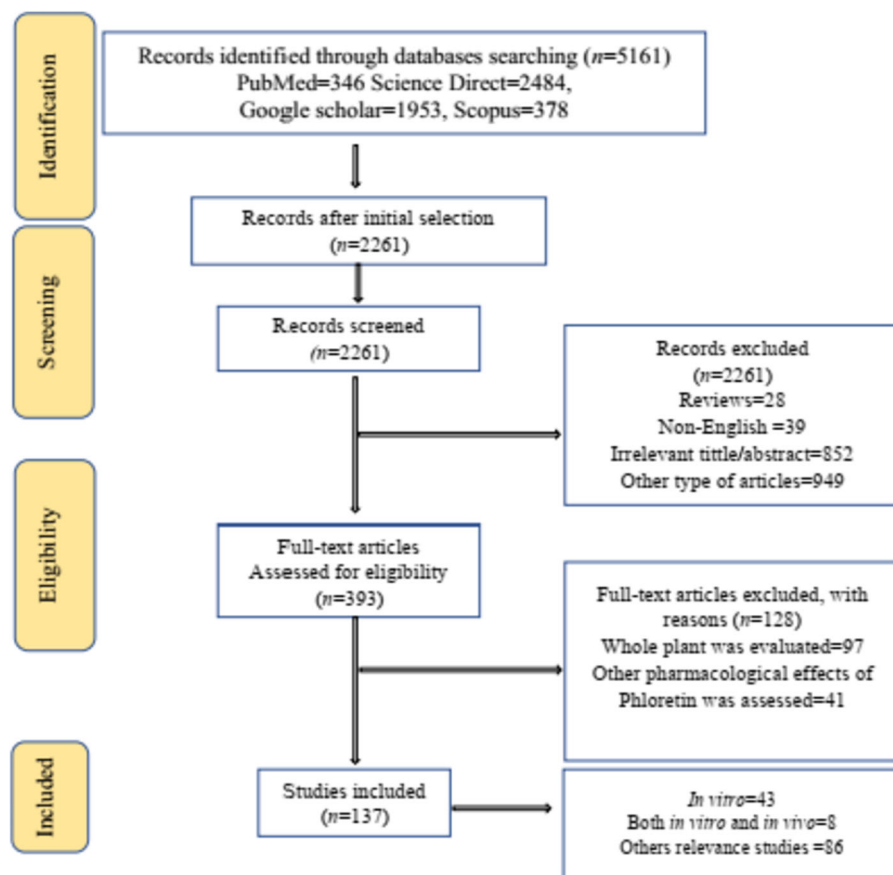 Identification
Records identified through databases searching (n=5161)
PubMed=346 Science Direct=2484,
Google scholar=1953, Scopus=378
Records after initial selection
(n=2261)
Screening
Records screened
(n=2261)
Records excluded
(n=2261)
Reviews=28
Non-English =39
Irrelevant tittle/abstract=852
Other type of articles=949
Eligibility
Full-text articles
Assessed for eligibility
(n=393)
Full-text articles excluded, with
reasons (n=128)
Whole plant was evaluated=97
Other pharmacological effects of
Phloretin was assessed=41
Included
Studies included
(n=137)
In vitro=43
Both in vitro and in vivo=8
Others relevance studies =86